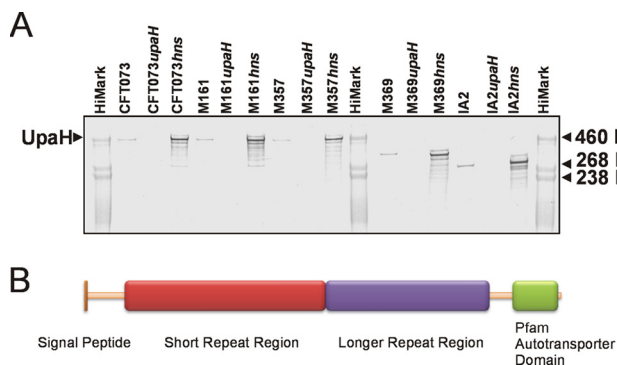 A
HiMark
CFT073
CFT073upaH
CFT073hns
M161
M161upaH
M161hns
M357
M357upaH
M357hns
HiMark
M369
M369upaH
M369hns
IA2
IA2upaH
IA2hns
HiMark
UpaH
460
268
238
B
Signal Peptide
Short Repeat Region
Longer Repeat Region
Pfam
Autotransporter
Domain